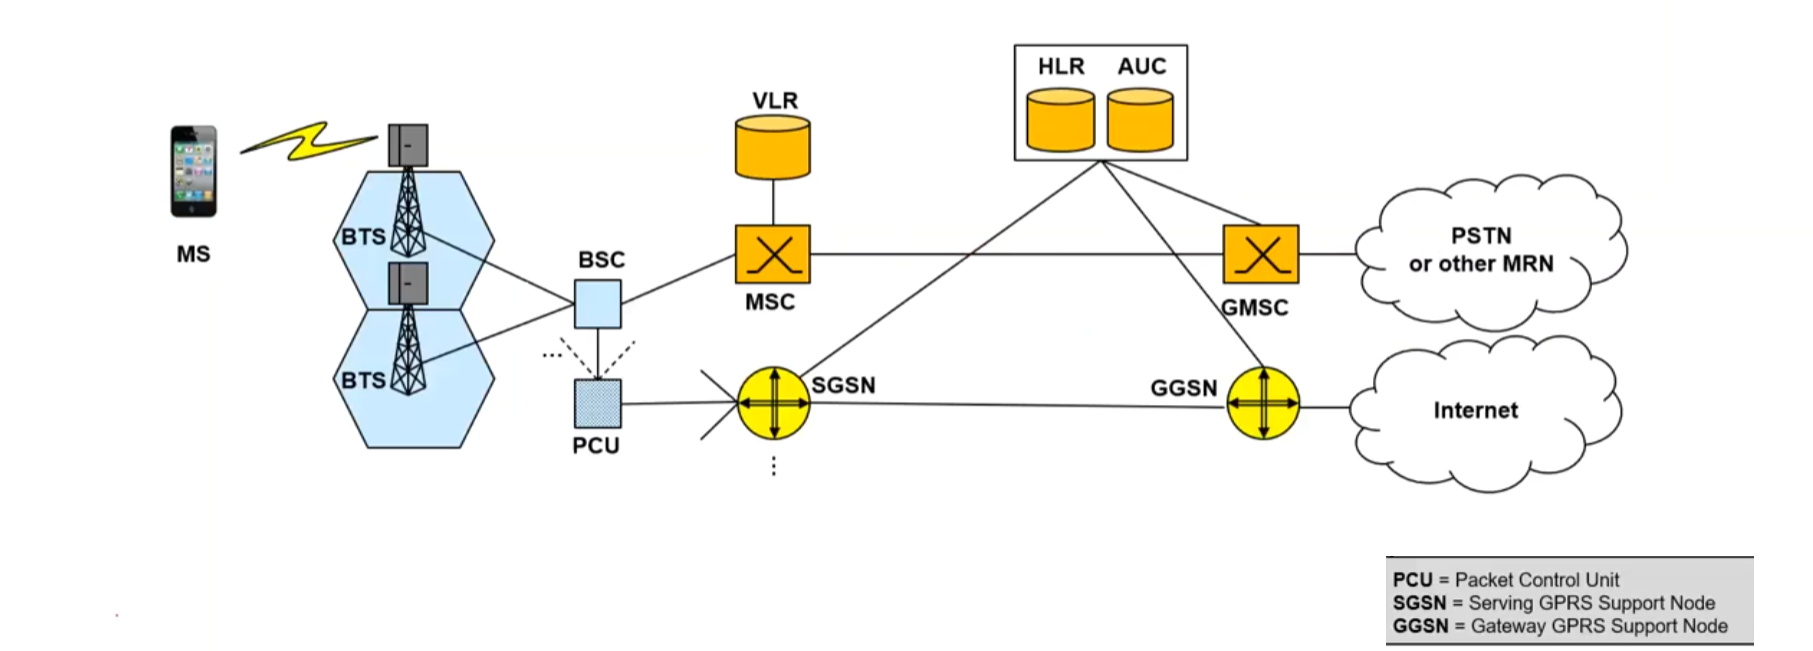 HLR AUC
VLR
BTS
MS
PSTN
or other MRN
BSC
MSC
GMSC
...
BTS
SGSN
GGSN
Internet
PCU
...
PCU = Packet Control Unit
SGSN = Serving GPRS Support Node
GGSN = Gateway GPRS Support Node